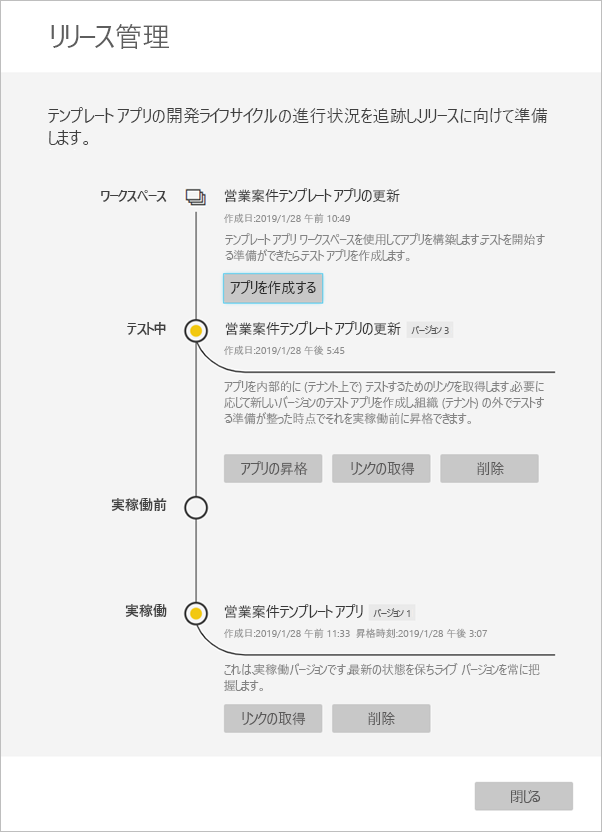 リリース管理
テンプレート アプリの開発ライフサイクルの進行状況を追跡し、リリースに向けて準備
します。
ワークスペース
営業案件テンプレート アプリの更新
作成日:2019/1/28 午前 10:49
テンプレート アプリ ワークスペースを使用してアプリを構築します。テストを開始す
る準備ができたらテスト アプリを作成します。
アプリを作成する
テスト中
営業案件テンプレート アプリの更新 バージョン 3
作成日:2019/1/28 午後 5:45
アプリを内部的に (テナント上で) テストするためのリンクを取得します。必要に
応じて新しいバージョンのテスト アプリを作成し、組織 (テナント) の外でテストす
る準備が整った時点でそれを実稼働前に昇格できます。
アプリの昇格 リンクの取得 削除
実稼働前
実稼働
営業案件テンプレート アプリ バージョン 1
作成日:2019/1/28 午前 11:33 昇格時刻:2019/1/28 午後 3:07
これは、実稼働バージョンです。最新の状態を保ちライブ バージョンを常に把
握します。
リンクの取得 削除
閉じる